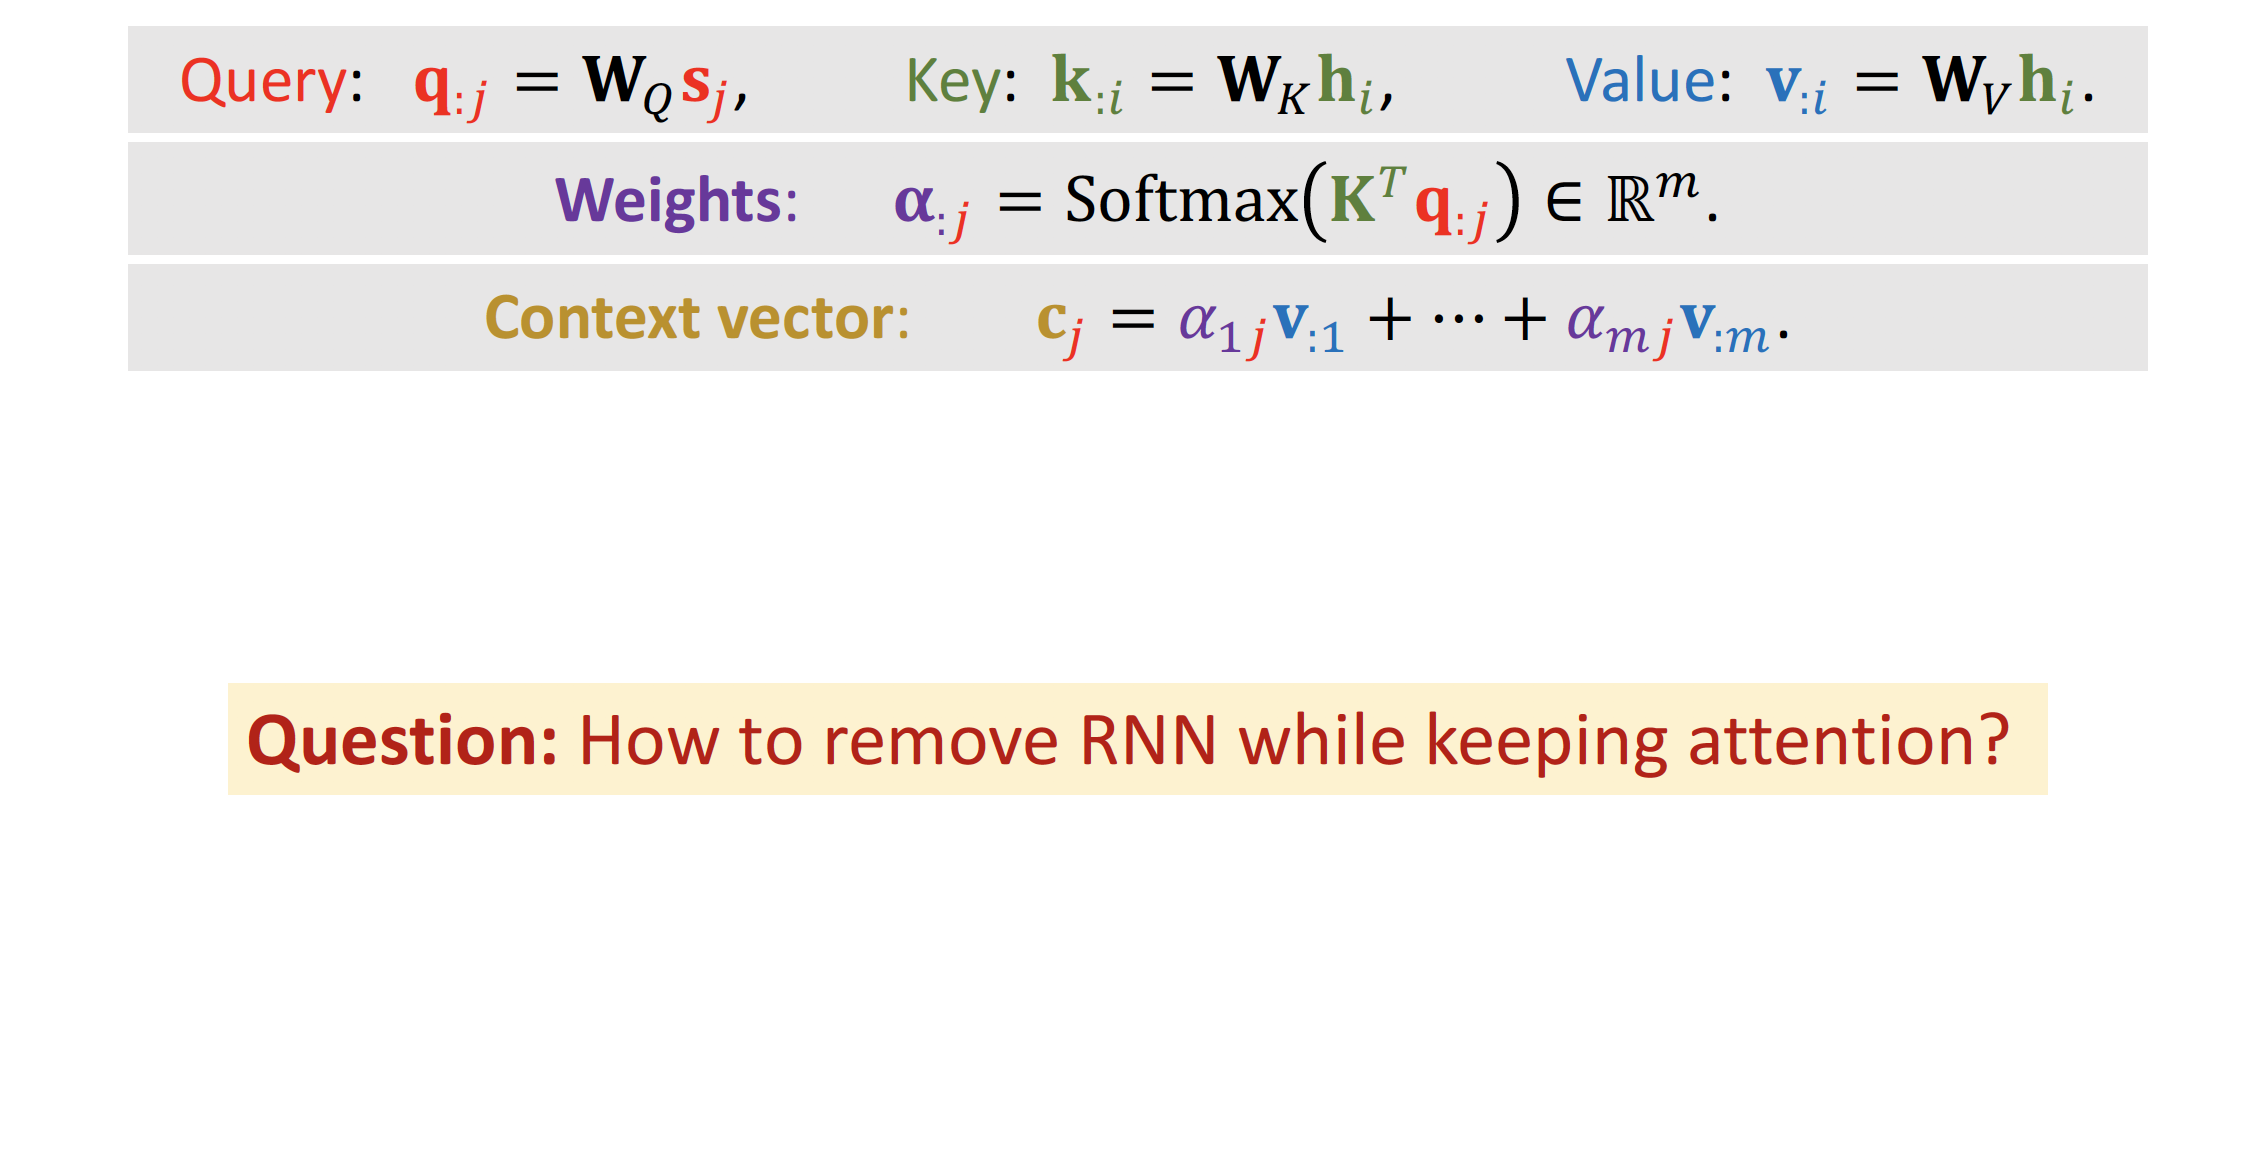 Query: 𝐪:𝑗 = 𝐖𝑄 𝐬𝑗, Key: 𝐤:𝑖 = 𝐖𝐾 𝐡𝑖, Value: 𝐯:𝑖 = 𝐖𝑉 𝐡𝑖.
Weights: 𝛂:𝑗 = Softmax(𝐊ᵀ 𝐪:𝑗) ∈ ℝᵐ.
Context vector: 𝐜𝑗 = 𝛼1𝑗 𝐯:1 + ⋯ + 𝛼𝑚𝑗 𝐯:𝑚.
Question: How to remove RNN while keeping attention?